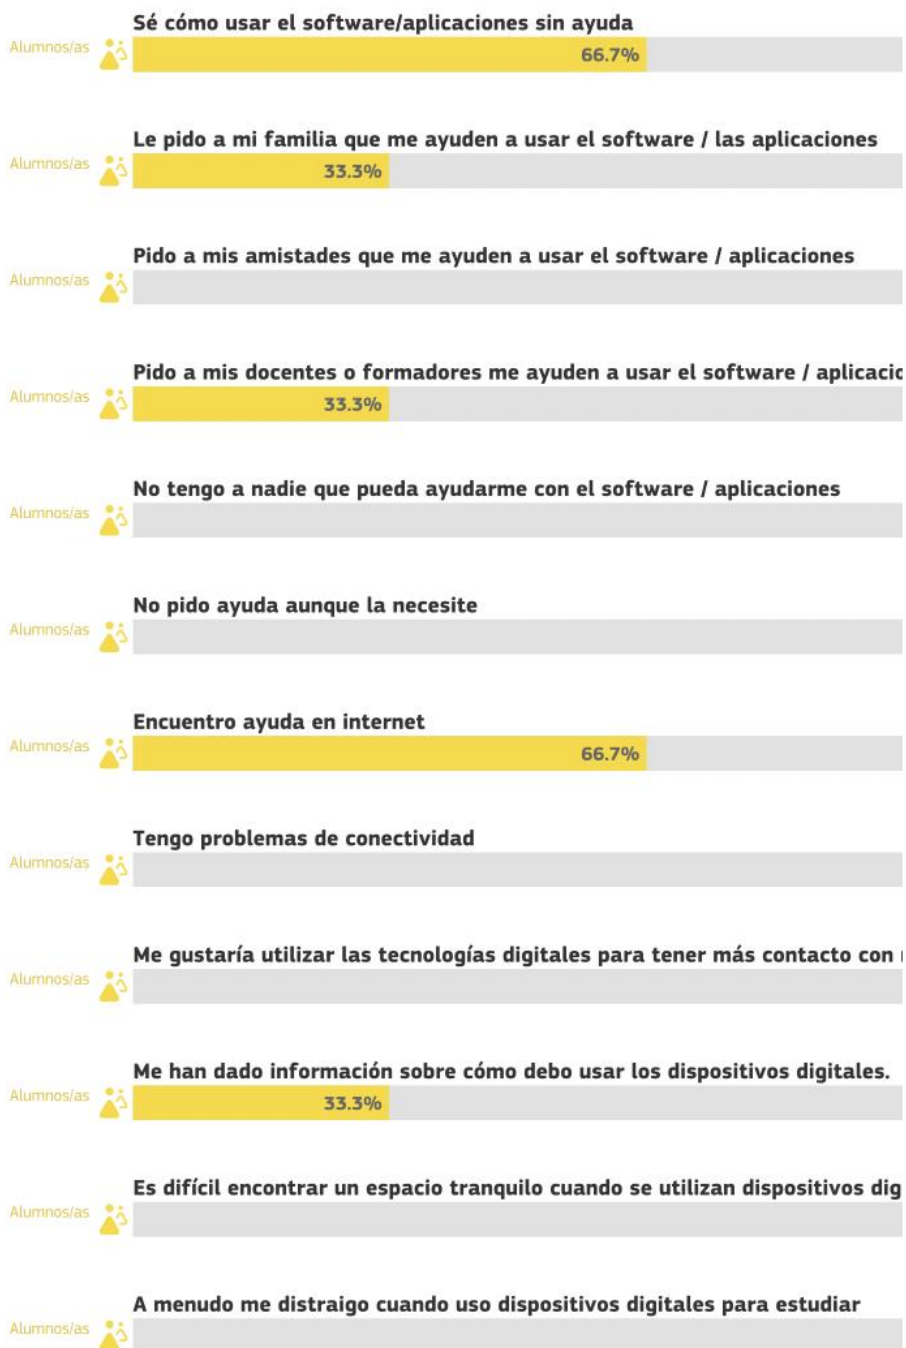 Sé cómo usar el software/aplicaciones sin ayuda
Alumnos/as
66.7%
Le pido a mi familia que me ayuden a usar el software / las aplicaciones
Alumnos/as
33.3%
Pido a mis amistades que me ayuden a usar el software / aplicaciones
Alumnos/as
Pido a mis docentes o formadores me ayuden a usar el software / aplicacio
Alumnos/as
33.3%
No tengo a nadie que pueda ayudarme con el software / aplicaciones
Alumnos/as
No pido ayuda aunque la necesite
Alumnos/as
Encuentro ayuda en internet
Alumnos/as
66.7%
Tengo problemas de conectividad
Alumnos/as
Me gustaría utilizar las tecnologías digitales para tener más contacto con
Alumnos/as
Me han dado información sobre cómo debo usar los dispositivos digitales.
Alumnos/as
33.3%
Es difícil encontrar un espacio tranquilo cuando se utilizan dispositivos dig
Alumnos/as
A menudo me distraigo cuando uso dispositivos digitales para estudiar
Alumnos/as